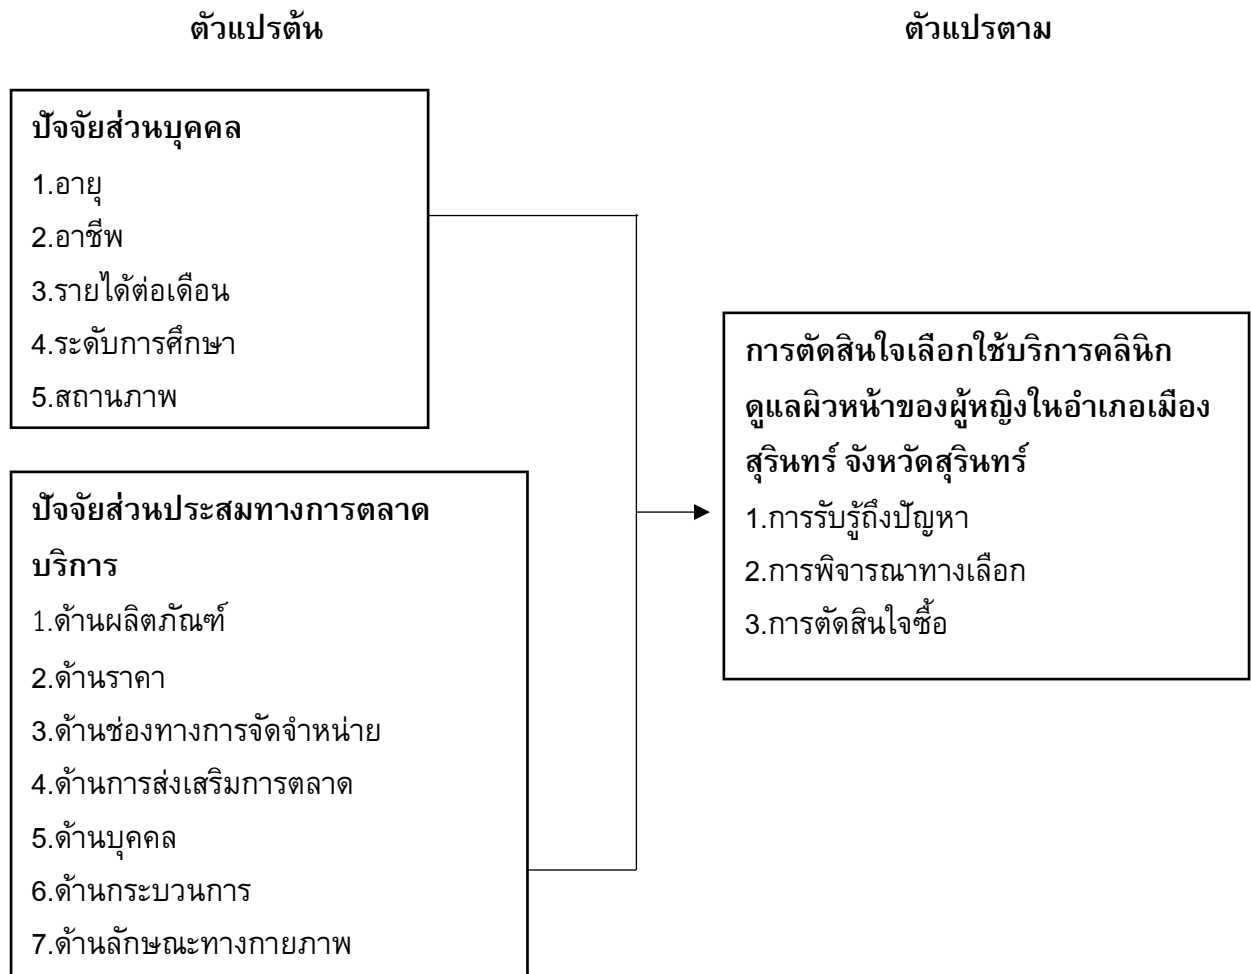 ตัวแปรต้น
ตัวแปรตาม
ปัจจัยส่วนบุคคล
1.อายุ
2.อาชีพ
3.รายได้ต่อเดือน
4.ระดับการศึกษา
5.สถานภาพ
ปัจจัยส่วนประสมทางการตลาด
บริการ
1.ด้านผลิตภัณฑ์
2.ด้านราคา
3.ด้านช่องทางการจัดจำหน่าย
4.ด้านการส่งเสริมการตลาด
5.ด้านบุคคล
6.ด้านกระบวนการ
7.ด้านลักษณะทางกายภาพ
การตัดสินใจเลือกใช้บริการคลินิก
ดูแลผิวหน้าของผู้หญิงในอำเภอเมือง
สุรินทร์ จังหวัดสุรินทร์
1.การรับรู้ถึงปัญหา
2.การพิจารณาทางเลือก
3.การตัดสินใจซื้อ